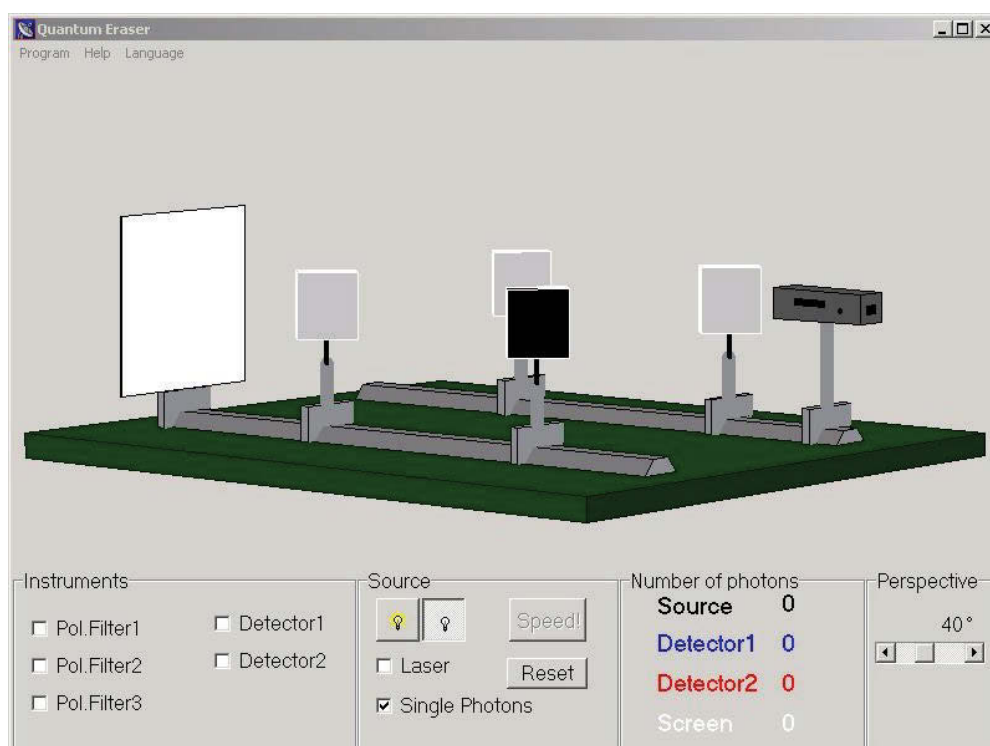 Quantum Eraser
Program Help Language
Instruments
Pol.Filter1
Pol.Filter2
Pol.Filter3
Detector1
Detector2
Source
Speed!
Laser
Reset
Single Photons
Number of photons
Source 0
Detector1 0
Detector2 0
Screen 0
Perspective
40°